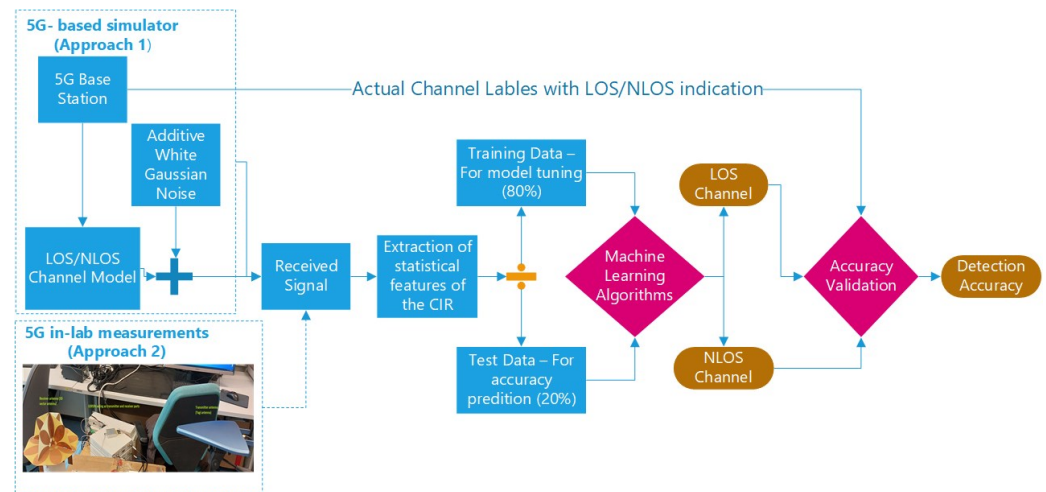 5G- based simulator
(Approach 1)
5G Base
Station
Actual Channel Lables with LOS/NLOS indication
Additive
White
Gaussian
Noise
LOS/NLOS
Channel Model
Received
Signal
Extraction of
statistical
features of
the CIR
Training Data –
For model tuning
(80%)
Test Data – For
accuracy
predition (20%)
Machine
Learning
Algorithms
LOS
Channel
NLOS
Channel
Accuracy
Validation
Detection
Accuracy
5G in-lab measurements
(Approach 2)